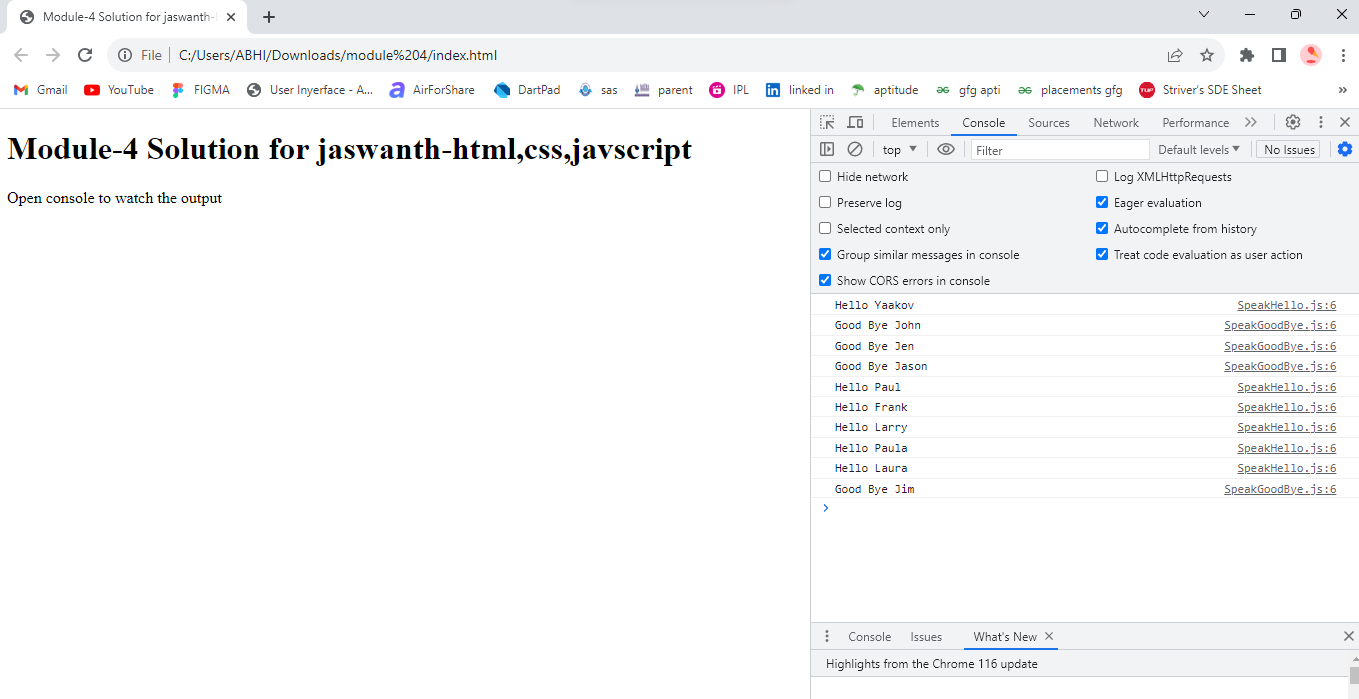 Module-4 Solution for jaswanth-
File C:/Users/ABHI/Downloads/module%204/index.html
Gmail YouTube FIGMA User Inyerface - A... AirForShare DartPad sas parent IPL linked in aptitude gfg apti placements gfg Striver's SDE Sheet »
Module-4 Solution for jaswanth-html,css,javscript
Open console to watch the output
Elements Console Sources Network Performance
top Filter Default levels No Issues
Hide network Log XMLHttpRequests
Preserve log Eager evaluation
Selected context only Autocomplete from history
Group similar messages in console Treat code evaluation as user action
Show CORS errors in console
Hello Yaakov SpeakHello.js:6
Good Bye John SpeakGoodBye.js:6
Good Bye Jen SpeakGoodBye.js:6
Good Bye Jason SpeakGoodBye.js:6
Hello Paul SpeakHello.js:6
Hello Frank SpeakHello.js:6
Hello Larry SpeakHello.js:6
Hello Paula SpeakHello.js:6
Hello Laura SpeakHello.js:6
Good Bye Jim SpeakGoodBye.js:6
Console Issues What's New
Highlights from the Chrome 116 update